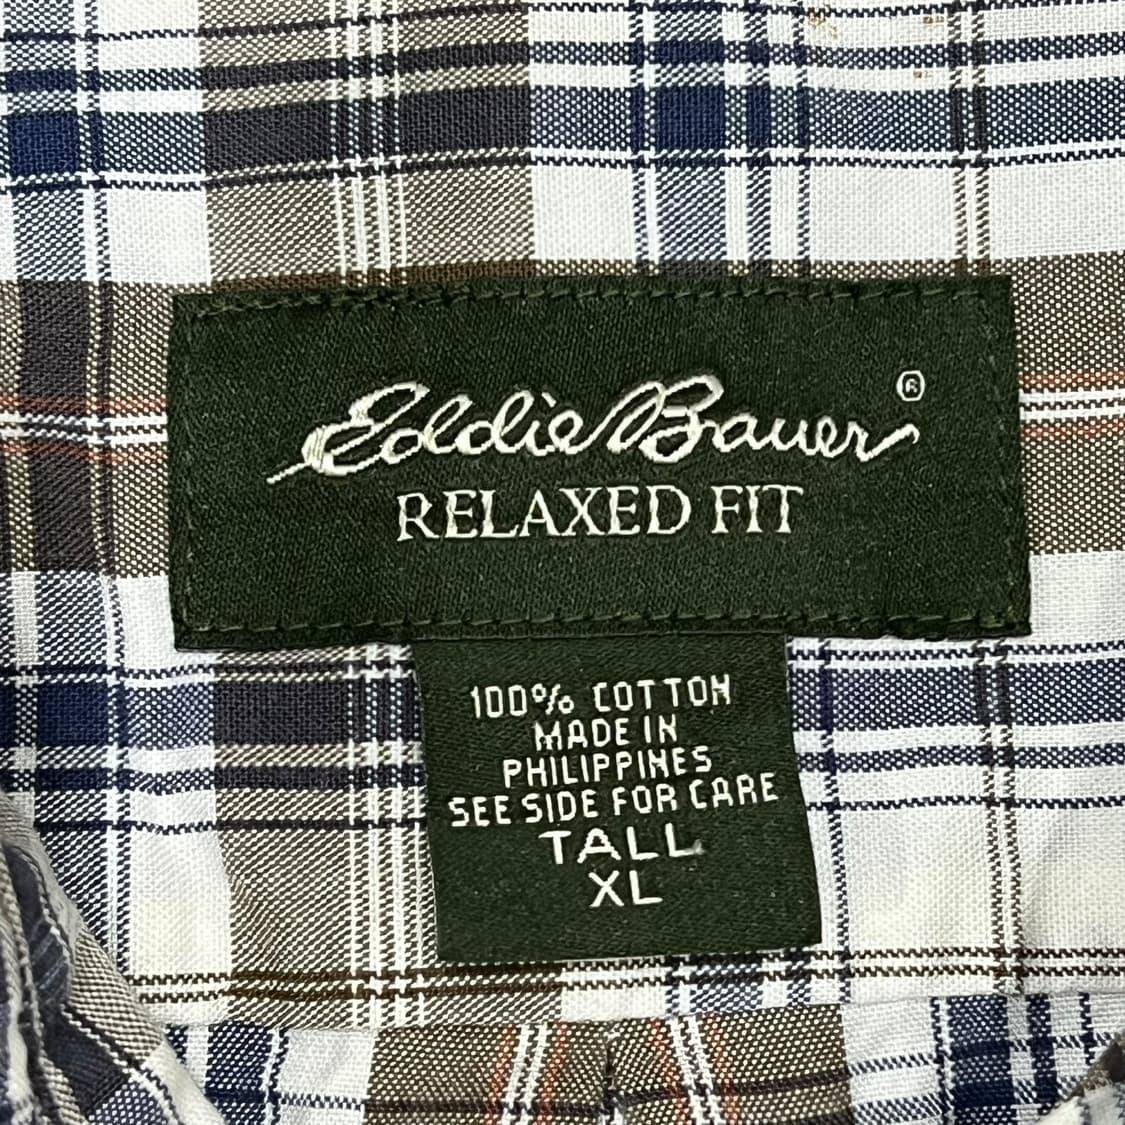 Eddie Bauer®
RELAXED FIT
100% COTTON
MADE IN
PHILIPPINES
SEE SIDE FOR CARE
TALL
XL